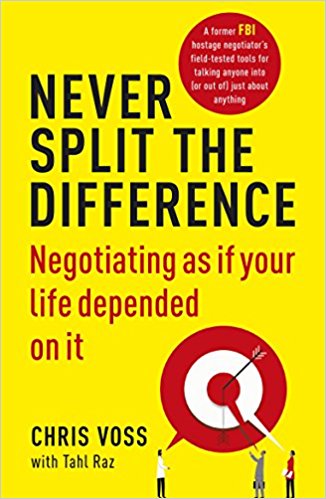 A former FBI
hostage negotiator's
field-tested tools for
talking anyone into
(or out of) just about
anything
NEVER
SPLIT THE
DIFFERENCE
Negotiating as if your
life depended
on it
CHRIS VOSS
with Tahl Raz